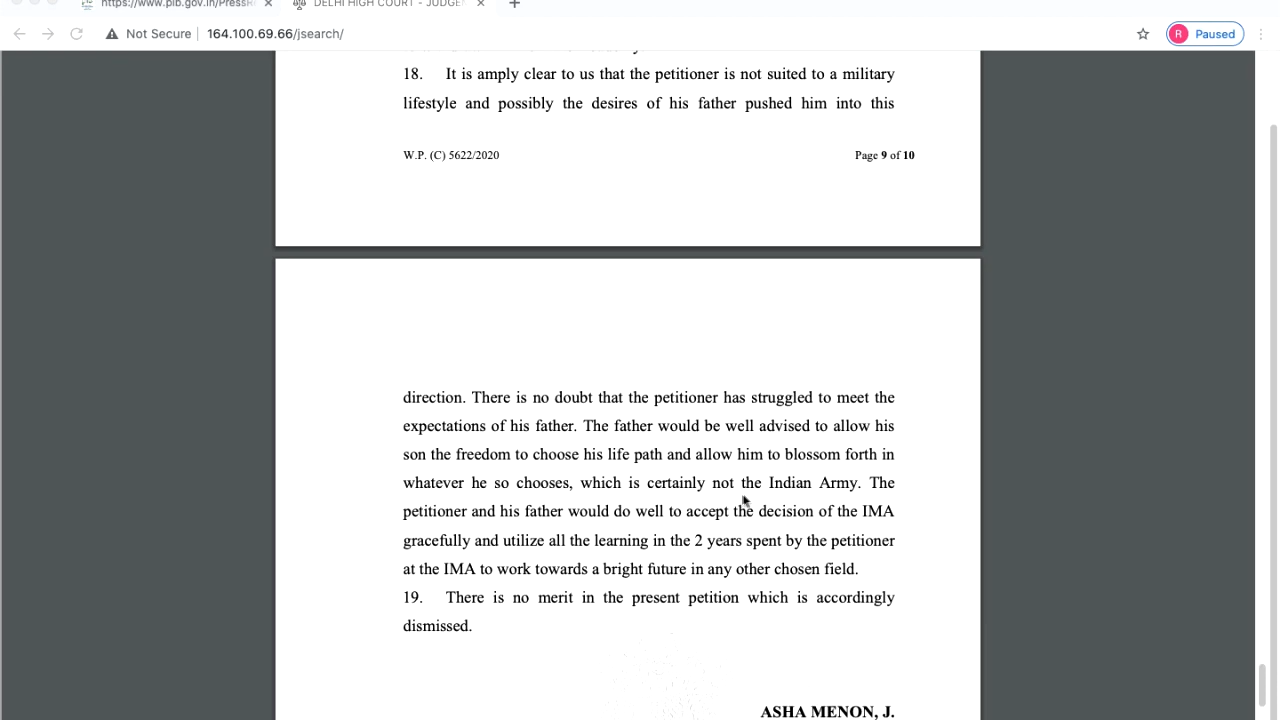 https://www.pib.gov.in/PressR
DELHI HIGH COURT - JUDGEM
Not Secure
164.100.69.66/jsearch/
R Paused
18. It is amply clear to us that the petitioner is not suited to a military
lifestyle and possibly the desires of his father pushed him into this
W.P. (C) 5622/2020
Page 9 of 10
direction. There is no doubt that the petitioner has struggled to meet the
expectations of his father. The father would be well advised to allow his
son the freedom to choose his life path and allow him to blossom forth in
whatever he so chooses, which is certainly not the Indian Army. The
petitioner and his father would do well to accept the decision of the IMA
gracefully and utilize all the learning in the 2 years spent by the petitioner
at the IMA to work towards a bright future in any other chosen field.
19. There is no merit in the present petition which is accordingly
dismissed.
ASHA MENON, J.